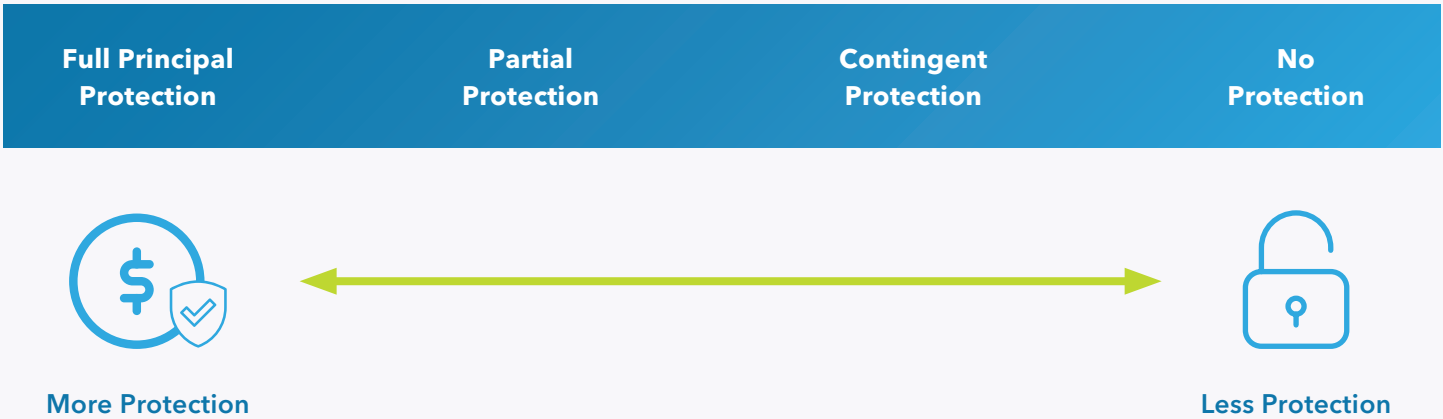 Full Principal
Protection
Partial
Protection
Contingent
Protection
No
Protection
$
More Protection
Less Protection